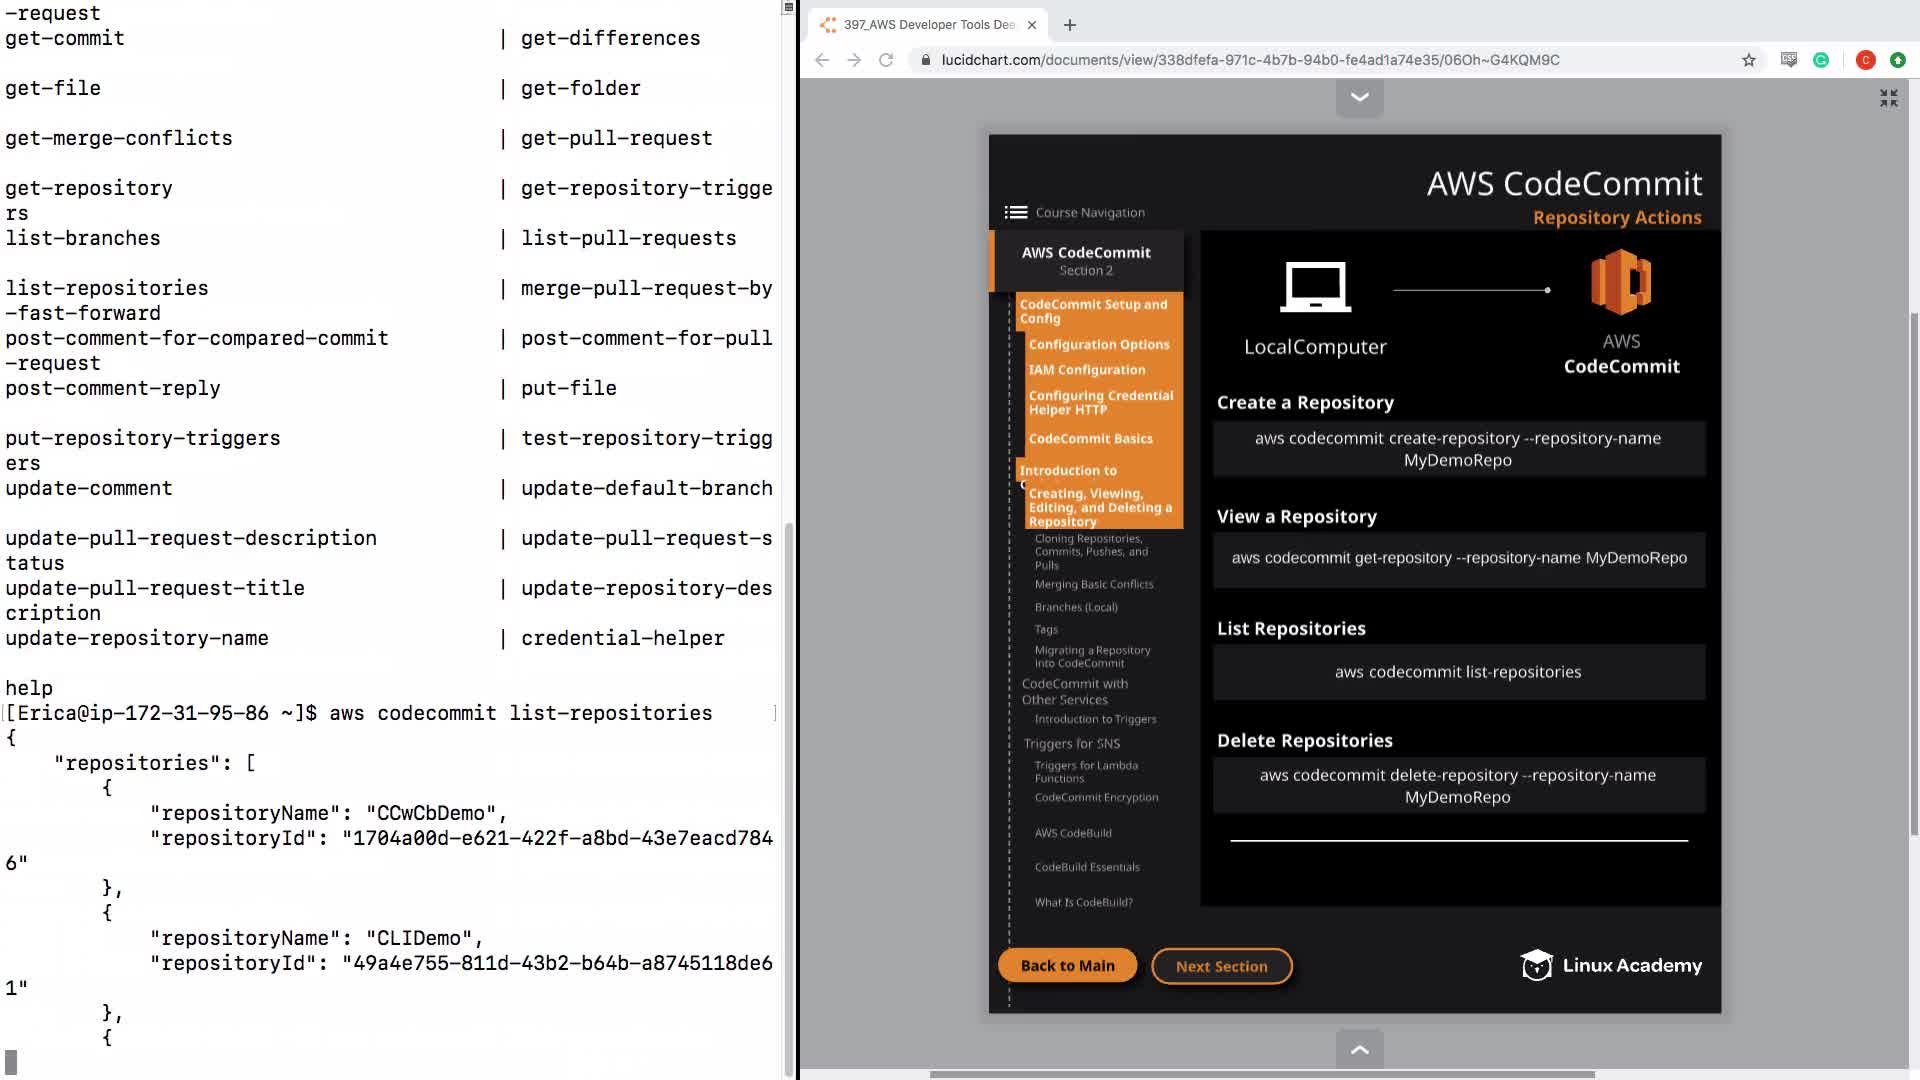 -request
get-commit | get-differences
get-file | get-folder
get-merge-conflicts | get-pull-request
get-repository | get-repository-trigge
rs
list-branches | list-pull-requests
list-repositories | merge-pull-request-by
-fast-forward
post-comment-for-compared-commit | post-comment-for-pull
-request
post-comment-reply | put-file
put-repository-triggers | test-repository-trigg
ers
update-comment | update-default-branch
update-pull-request-description | update-pull-request-s
tatus
update-pull-request-title | update-repository-des
cription
update-repository-name | credential-helper
help
[Erica@ip-172-31-95-86 ~]$ aws codecommit list-repositories
{
"repositories": [
{
"repositoryName": "CCwCbDemo",
"repositoryId": "1704a00d-e621-422f-a8bd-43e7eacd784
6"
},
{
"repositoryName": "CLIDemo",
"repositoryId": "49a4e755-811d-43b2-b64b-a8745118de6
1"
},
{
397_AWS Developer Tools Dee
lucidchart.com/documents/view/338dfefa-971c-4b7b-94b0-fe4ad1a74e35/06Oh~G4KQM9C
C
AWS CodeCommit
Repository Actions
Course Navigation
AWS CodeCommit
Section 2
CodeCommit Setup and
Config
Configuration Options
IAM Configuration
Configuring Credential
Helper HTTP
CodeCommit Basics
Introduction to
Creating, Viewing,
Editing, and Deleting a
Repository
Cloning Repositories,
Commits, Pushes, and
Pulls
Merging Basic Conflicts
Branches (Local)
Tags
Migrating a Repository
into CodeCommit
CodeCommit with
Other Services
Introduction to Triggers
Triggers for SNS
Triggers for Lambda
Functions
CodeCommit Encryption
AWS CodeBuild
CodeBuild Essentials
What Is CodeBuild?
Back to Main
Next Section
LocalComputer
AWS
CodeCommit
Create a Repository
aws codecommit create-repository --repository-name
MyDemoRepo
View a Repository
aws codecommit get-repository --repository-name MyDemoRepo
List Repositories
aws codecommit list-repositories
Delete Repositories
aws codecommit delete-repository --repository-name
MyDemoRepo
Linux Academy